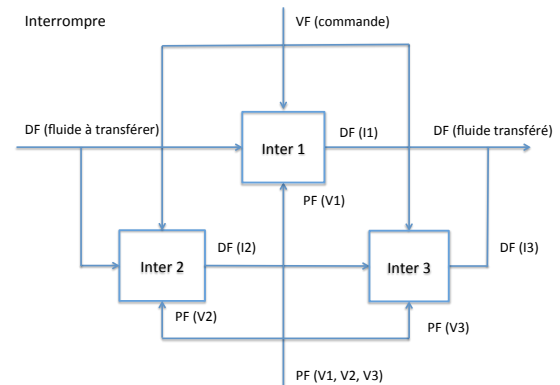 Interrompre
VF (commande)
DF (fluide à transférer)
DF (I1)
DF (fluide transféré)
Inter 1
PF (V1)
DF (I2)
DF (I3)
Inter 2
Inter 3
PF (V2)
PF (V3)
PF (V1, V2, V3)